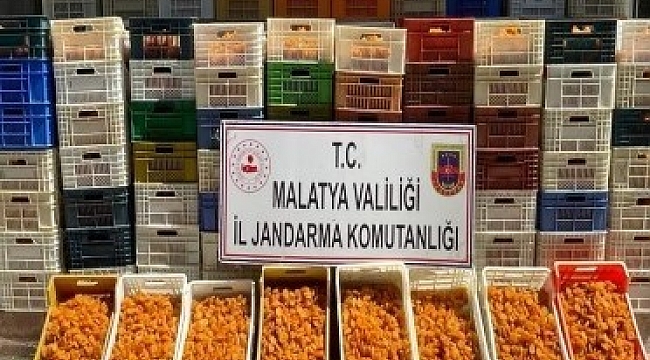 T.C.
MALATYA VALİLİĞİ
İL JANDARMA KOMUTANLIĞI